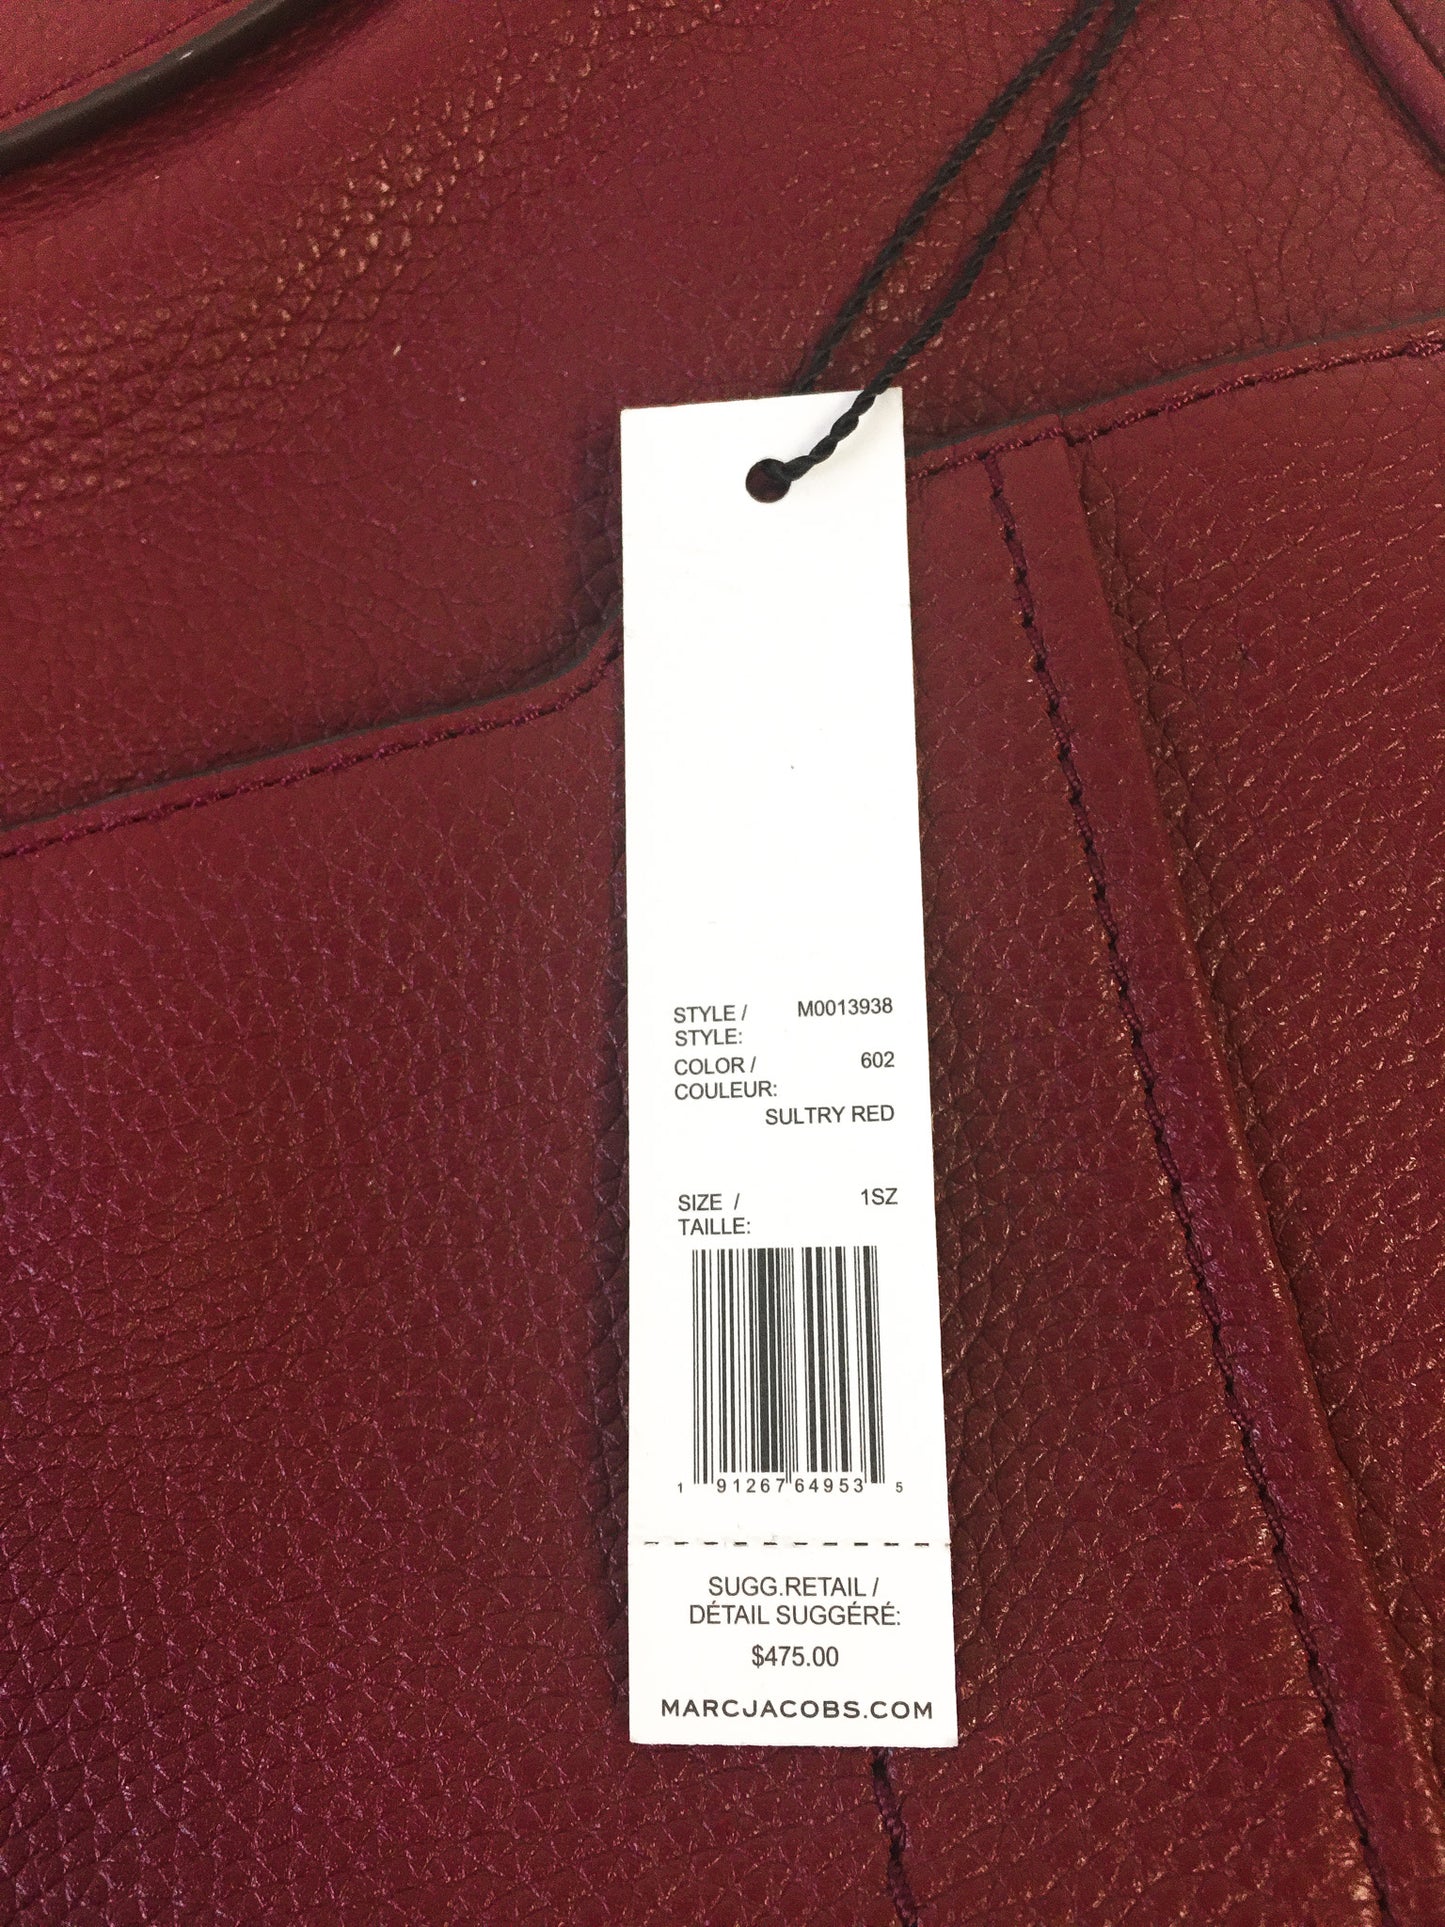 STYLE / M0013938
STYLE:
COLOR / 602
COULEUR:
SULTRY RED
SIZE / 1SZ
TAILLE:
1 91267 64953 5
SUGG.RETAIL /
DÉTAIL SUGGÉRÉ:
$475.00
MARCJACOBS.COM